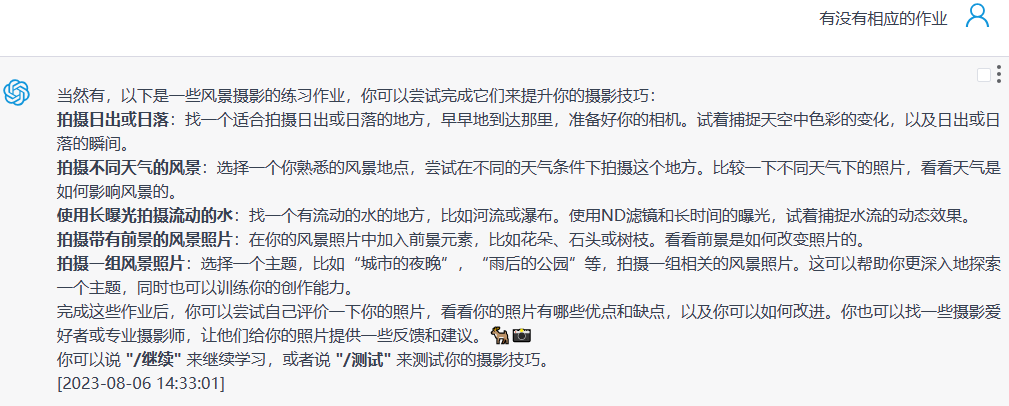 有没有相应的作业
当然有，以下是一些风景摄影的练习作业，你可以尝试完成它们来提升你的摄影技巧：
拍摄日出或日落：找一个适合拍摄日出或日落的地方，早早地到达那里，准备好你的相机。试着捕捉天空中色彩的变化，以及日出或日
落的瞬间。
拍摄不同天气的风景：选择一个你熟悉的风景地点，尝试在不同的天气条件下拍摄这个地方。比较一下不同天气下的照片，看看天气是
如何影响风景的。
使用长曝光拍摄流动的水：找一个有流动的水的地方，比如河流或瀑布。使用ND滤镜和长时间的曝光，试着捕捉水流的动态效果。
拍摄带有前景的风景照片：在你的风景照片中加入前景元素，比如花朵、石头或树枝。看看前景是如何改变照片的。
拍摄一组风景照片：选择一个主题，比如“城市的夜晚”，“雨后的公园”等，拍摄一组相关的风景照片。这可以帮助你更深入地探索
一个主题，同时也可以训练你的创作能力。
完成这些作业后，你可以尝试自己评价一下你的照片，看看你的照片有哪些优点和缺点，以及你可以如何改进。你也可以找一些摄影爱
好者或专业摄影师，让他们给你的照片提供一些反馈和建议。🐐📷
你可以说 "/继续" 来继续学习，或者说 "/测试" 来测试你的摄影技巧。
[2023-08-06 14:33:01]